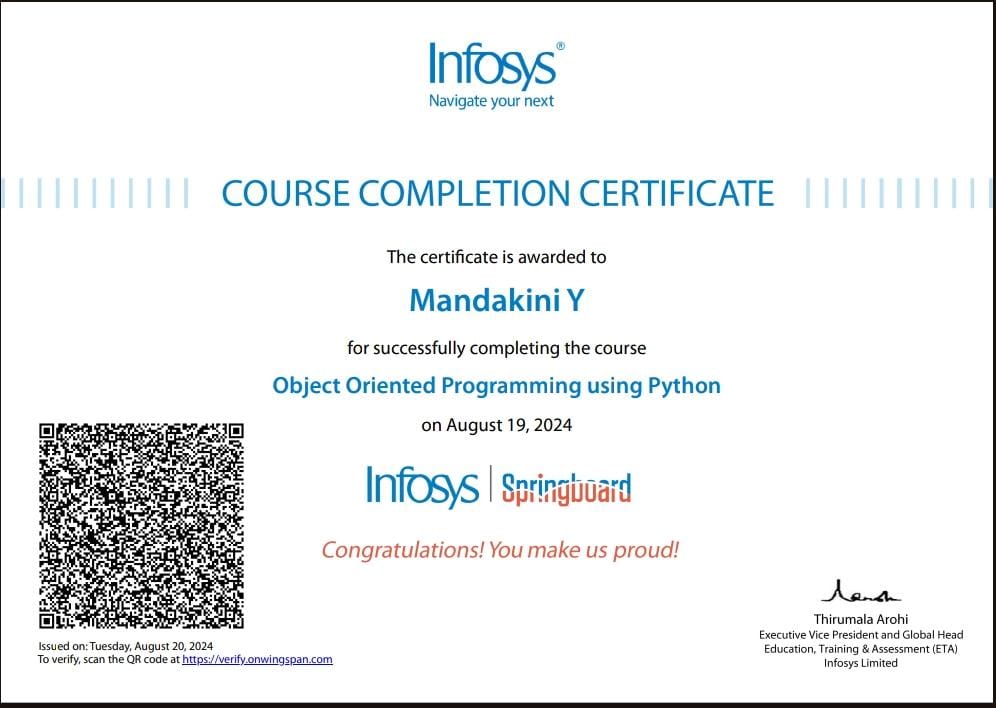 Infosys®
Navigate your next
COURSE COMPLETION CERTIFICATE
The certificate is awarded to
Mandakini Y
for successfully completing the course
Object Oriented Programming using Python
on August 19, 2024
Infosys | Springboard
Congratulations! You make us proud!
Issued on: Tuesday, August 20, 2024
To verify, scan the QR code at https://verify.onwingspan.com
Thirumala Arohi
Executive Vice President and Global Head
Education, Training & Assessment (ETA)
Infosys Limited